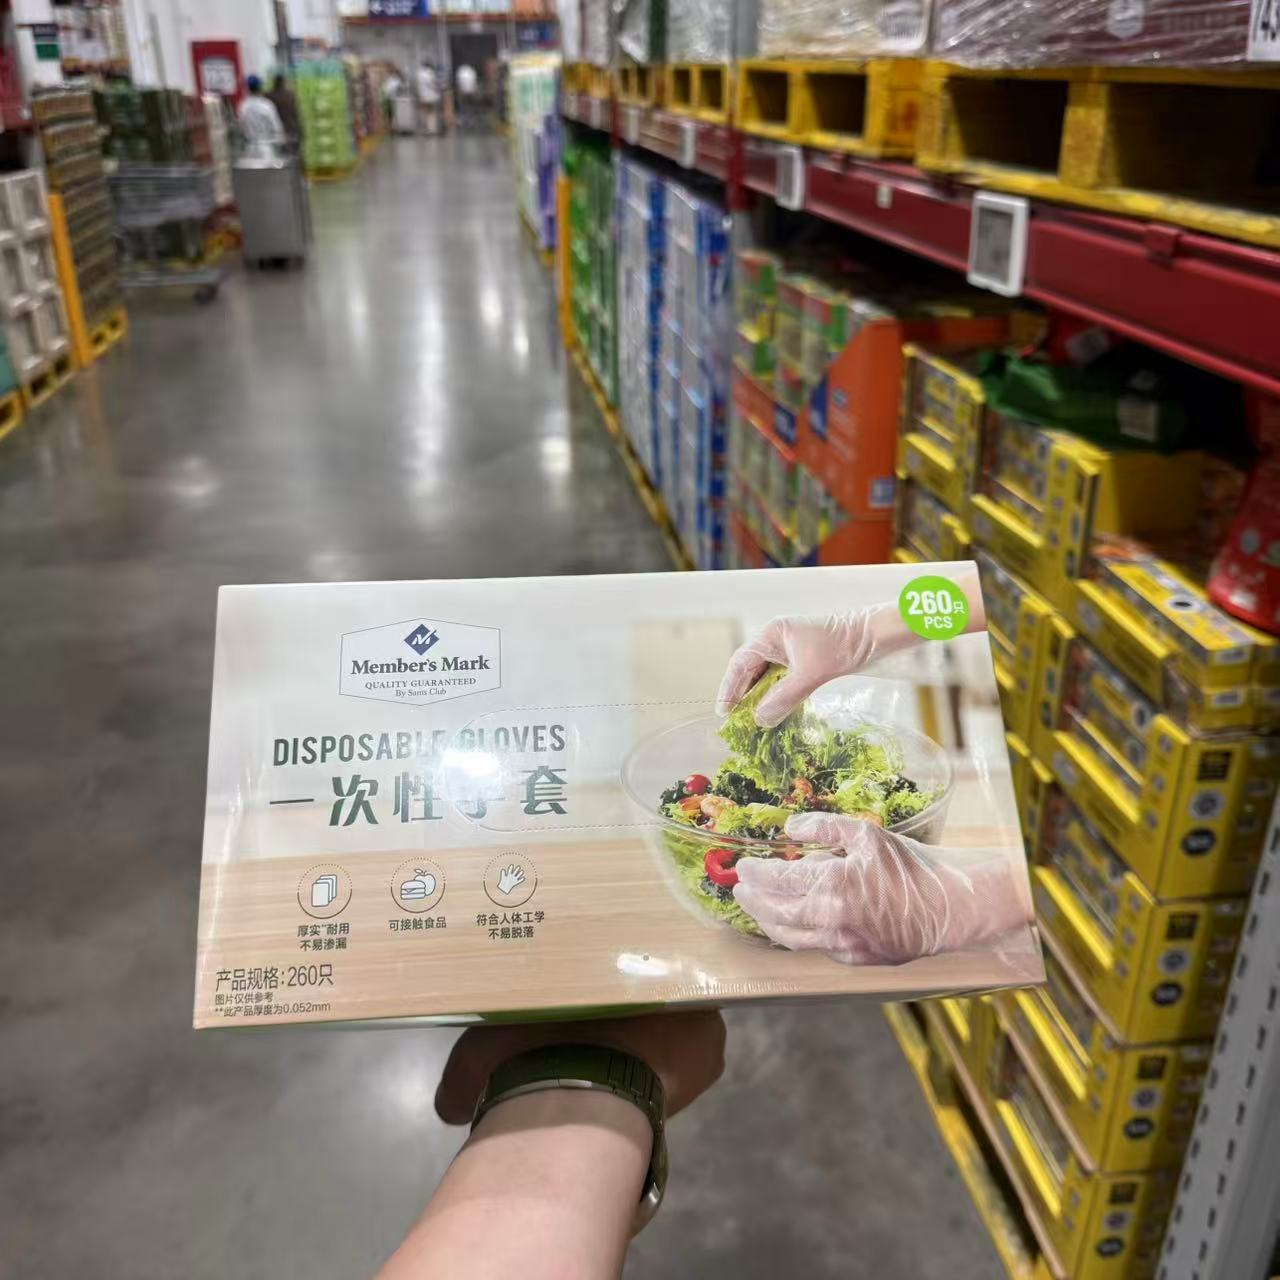 260只
PCS
Member's Mark
QUALITY GUARANTEED
By Sam's Club
DISPOSABLE GLOVES
一次性手套
厚实**耐用
不易渗漏
可接触食品
符合人体工学
不易脱落
产品规格:260只
图片仅供参考
**此产品厚度为0.052mm